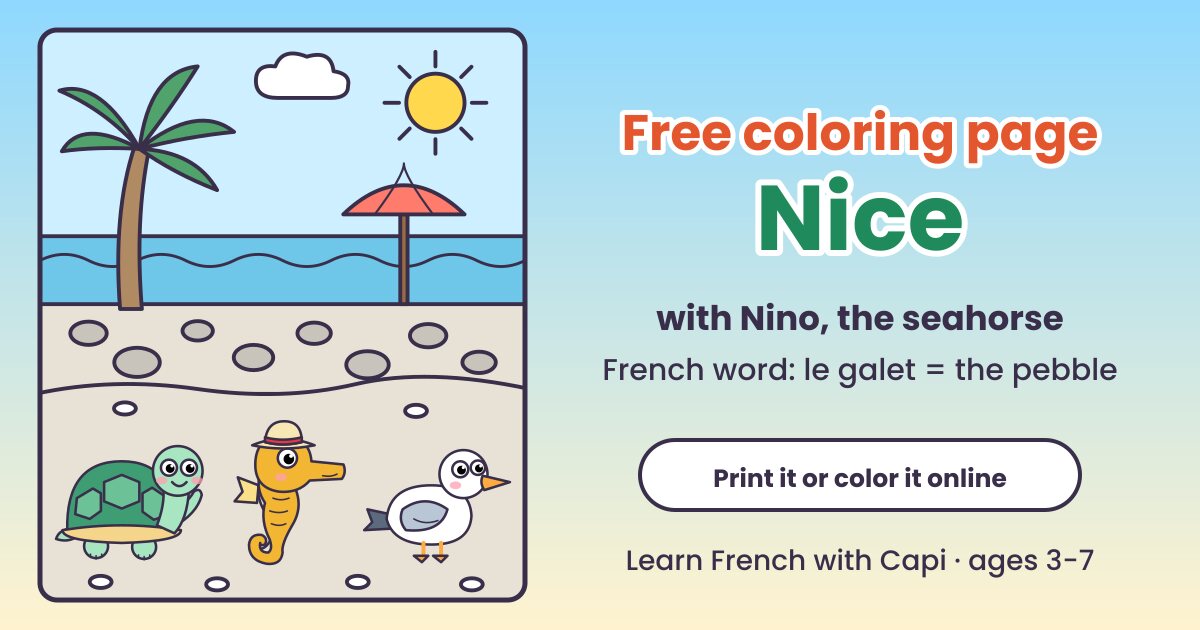 Free coloring page
Nice
with Nino, the seahorse
French word: le galet = the pebble
Print it or color it online
Learn French with Capi · ages 3-7